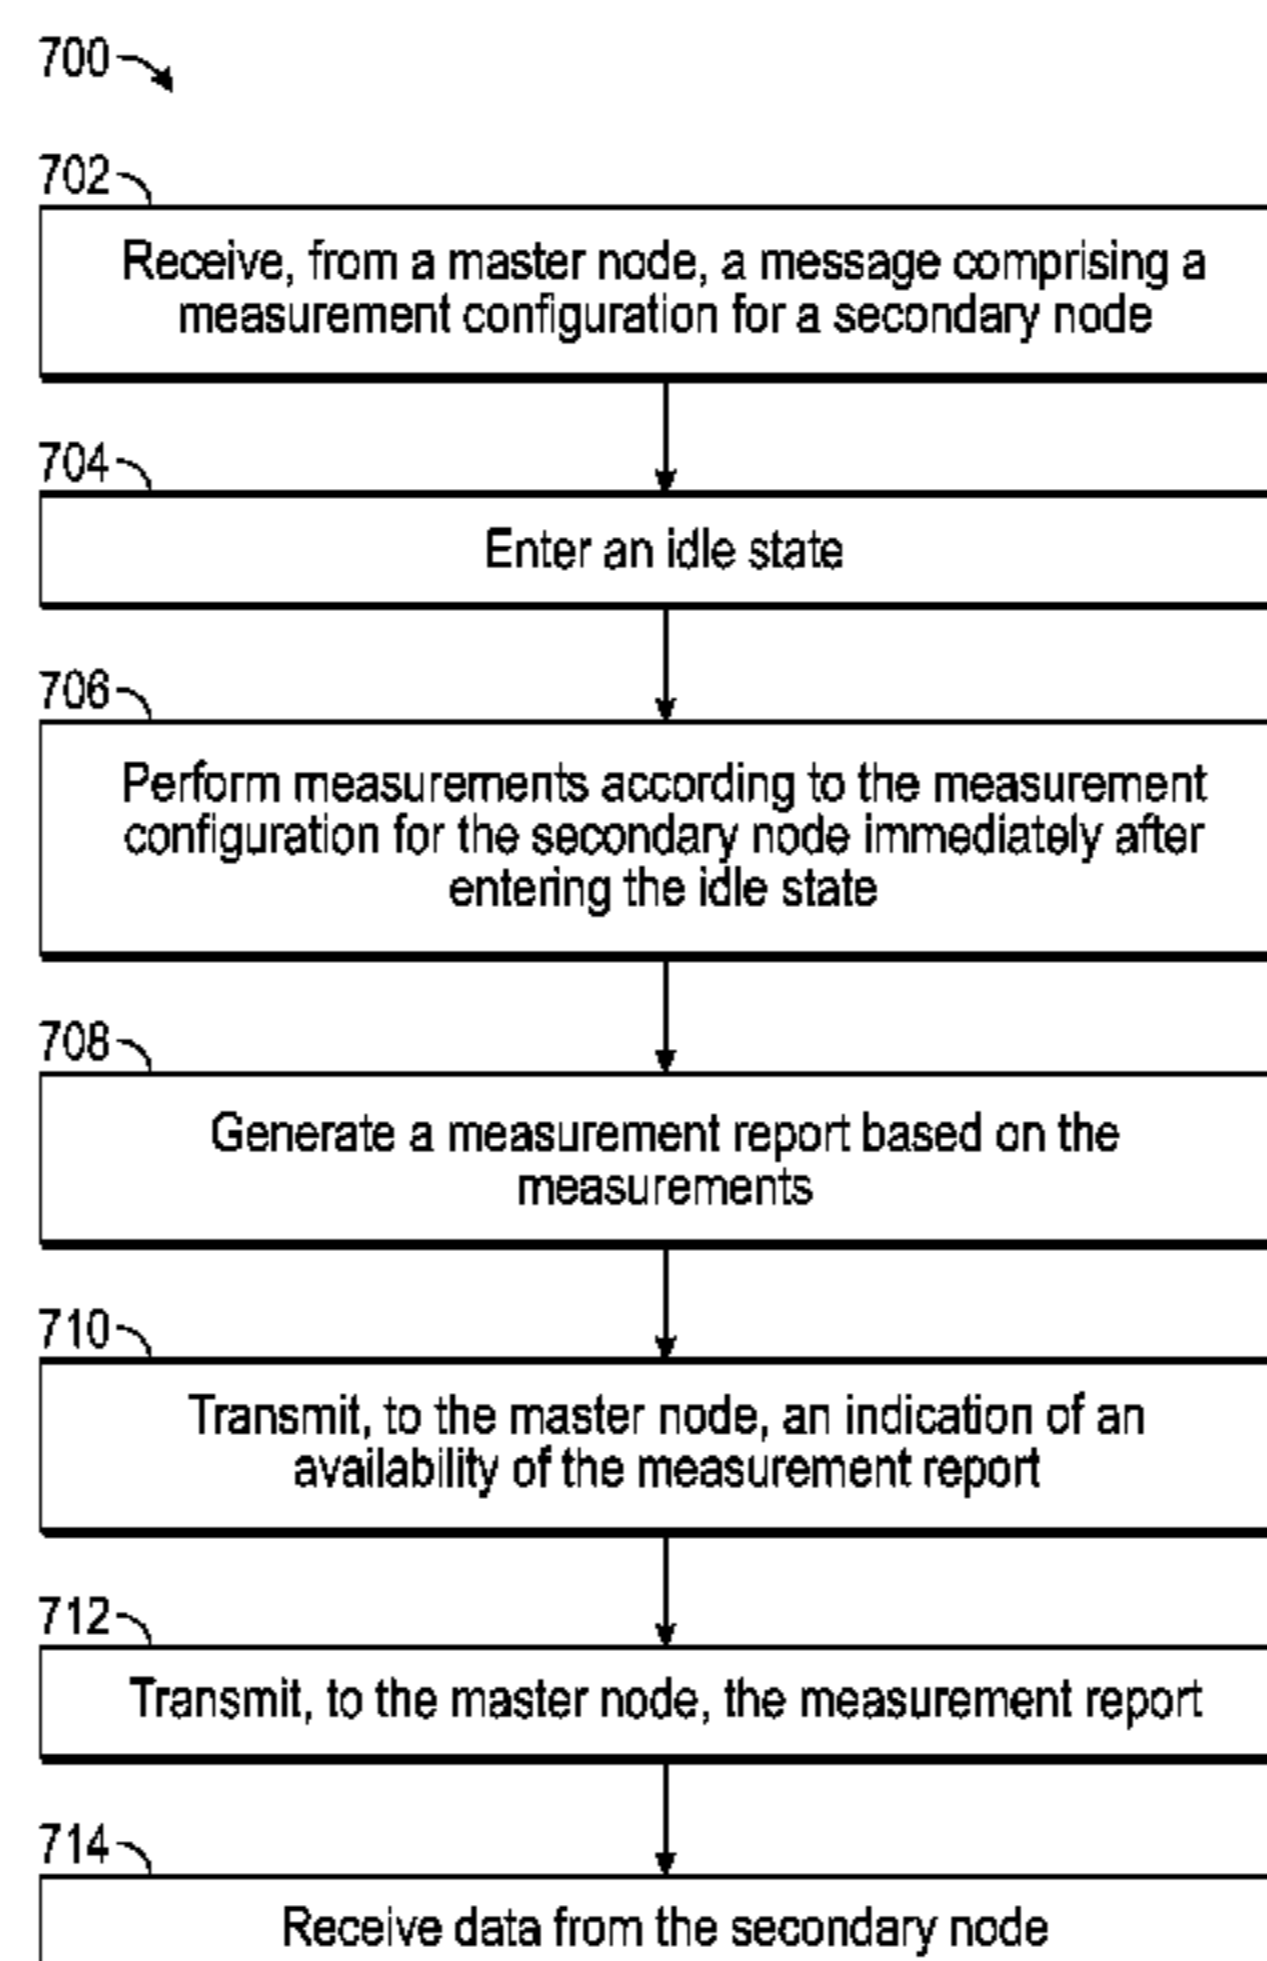 700
702
Receive, from a master node, a message comprising a
measurement configuration for a secondary node
704
Enter an idle state
706
Perform measurements according to the measurement
configuration for the secondary node immediately after
entering the idle state
708
Generate a measurement report based on the
measurements
710
Transmit, to the master node, an indication of an
availability of the measurement report
712
Transmit, to the master node, the measurement report
714
Receive data from the secondary node